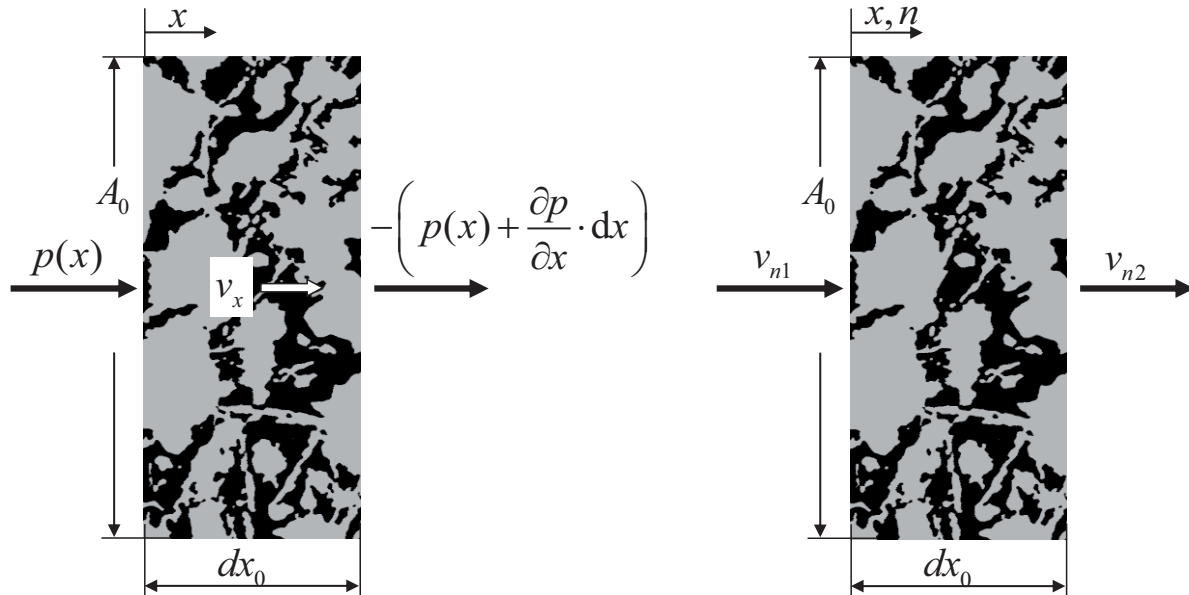 x
A₀
p(x)
vₓ
−( p(x) + ∂p/∂x · dx )
dx₀
x, n
A₀
vₙ₁
vₙ₂
dx₀